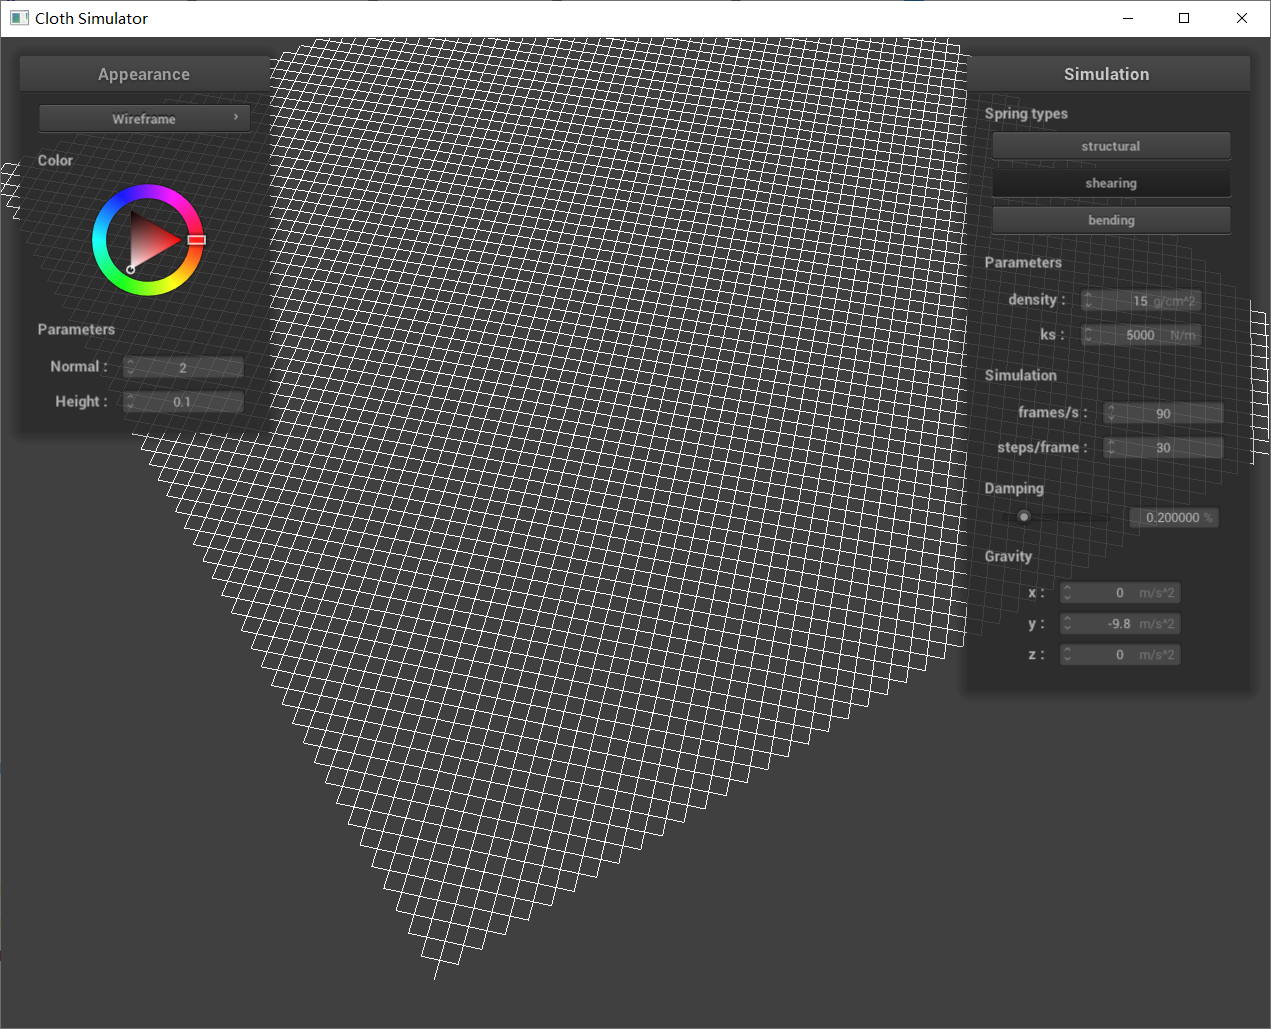 Cloth Simulator
Appearance
Wireframe
Color
Parameters
Normal : 2
Height : 0.1
Simulation
Spring types
structural
shearing
bending
Parameters
density : 15 g/cm^2
ks : 5000 N/m
Simulation
frames/s : 90
steps/frame : 30
Damping
0.200000 %
Gravity
x : 0 m/s^2
y : -9.8 m/s^2
z : 0 m/s^2